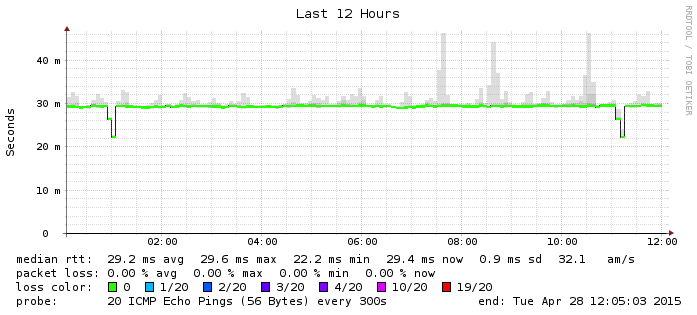 Last 12 Hours
RRDTOOL / TOBI OETIKER
Seconds
40 m
30 m
20 m
10 m
0
02:00 04:00 06:00 08:00 10:00 12:00
median rtt: 29.2 ms avg 29.6 ms max 22.2 ms min 29.4 ms now 0.9 ms sd 32.1 am/s
packet loss: 0.00 % avg 0.00 % max 0.00 % min 0.00 % now
loss color: 0 1/20 2/20 3/20 4/20 10/20 19/20
probe: 20 ICMP Echo Pings (56 Bytes) every 300s end: Tue Apr 28 12:05:03 2015